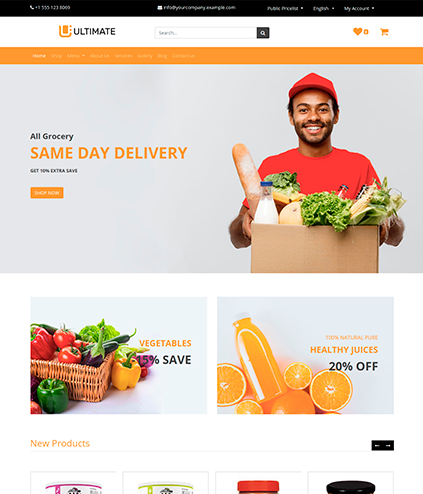 +1 555 123 8069
info@yourcompany.example.com
Public Pricelist
English
My Account
ULTIMATE
Search...
0
Home Shop Menu About Us Services Gallery Blog Contact us
All Grocery
SAME DAY DELIVERY
GET 10% EXTRA SAVE
SHOP NOW
VEGETABLES
15% SAVE
100% NATURAL PURE
HEALTHY JUICES
20% OFF
New Products